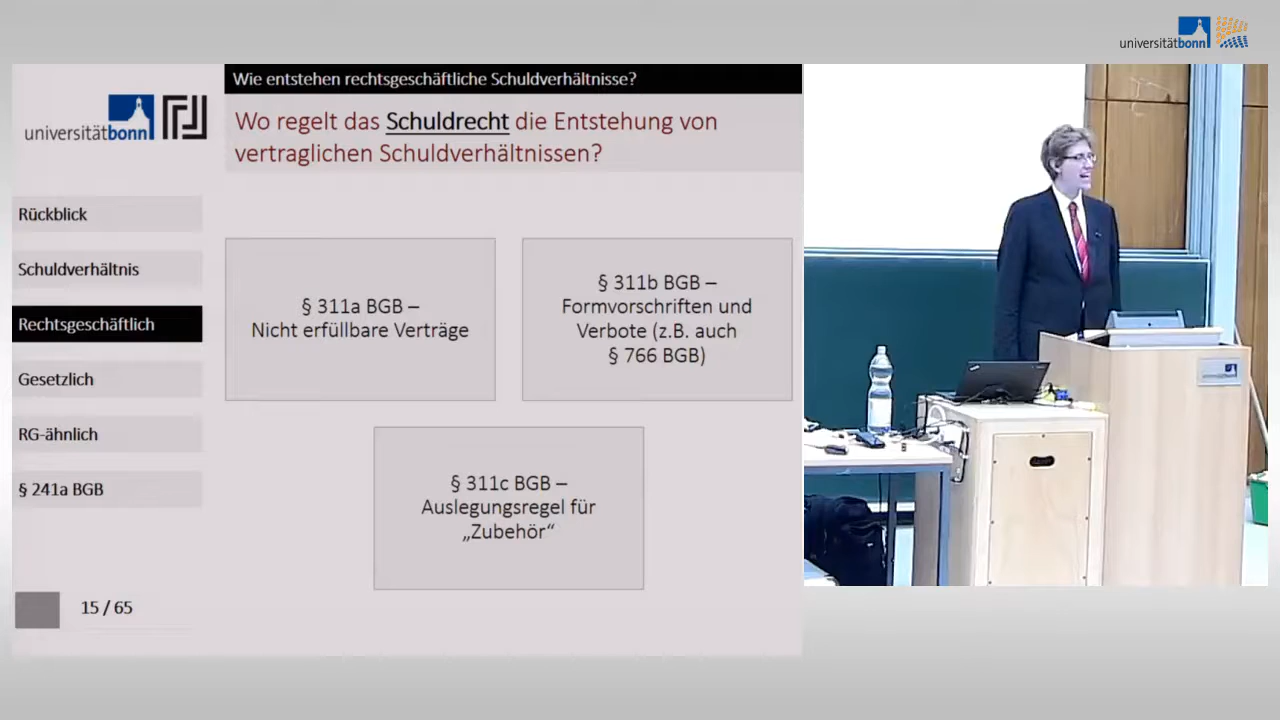 universitätbonn
Wie entstehen rechtsgeschäftliche Schuldverhältnisse?
universitätbonn
Wo regelt das Schuldrecht die Entstehung von
vertraglichen Schuldverhältnissen?
Rückblick
Schuldverhältnis
Rechtsgeschäftlich
Gesetzlich
RG-ähnlich
§ 241a BGB
§ 311a BGB –
Nicht erfüllbare Verträge
§ 311b BGB –
Formvorschriften und
Verbote (z.B. auch
§ 766 BGB)
§ 311c BGB –
Auslegungsregel für
„Zubehör“
15 / 65